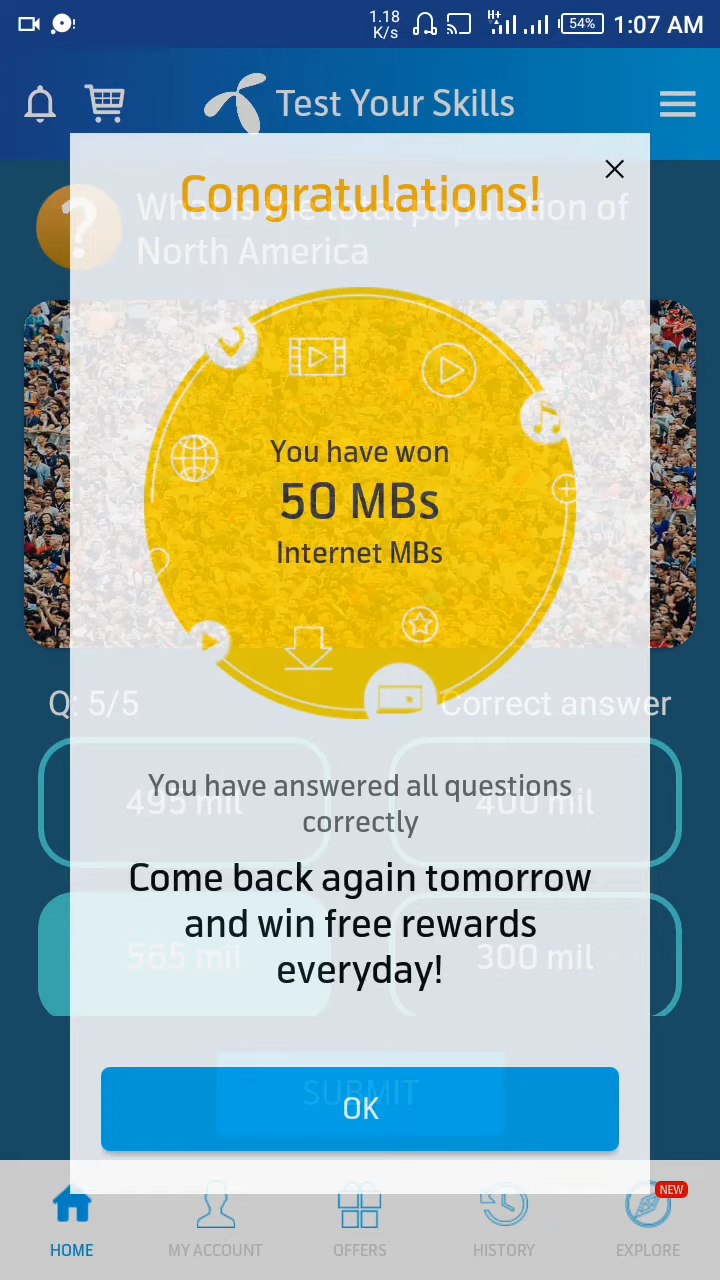 1.18
K/s
H+
54%
1:07 AM
Test Your Skills
Congratulations!
What is the total population of
North America
You have won
50 MBs
Internet MBs
Q: 5/5
Correct answer
495 mil
400 mil
You have answered all questions
correctly
Come back again tomorrow
and win free rewards
everyday!
565 mil
300 mil
SUBMIT
OK
NEW
HOME
MY ACCOUNT
OFFERS
HISTORY
EXPLORE